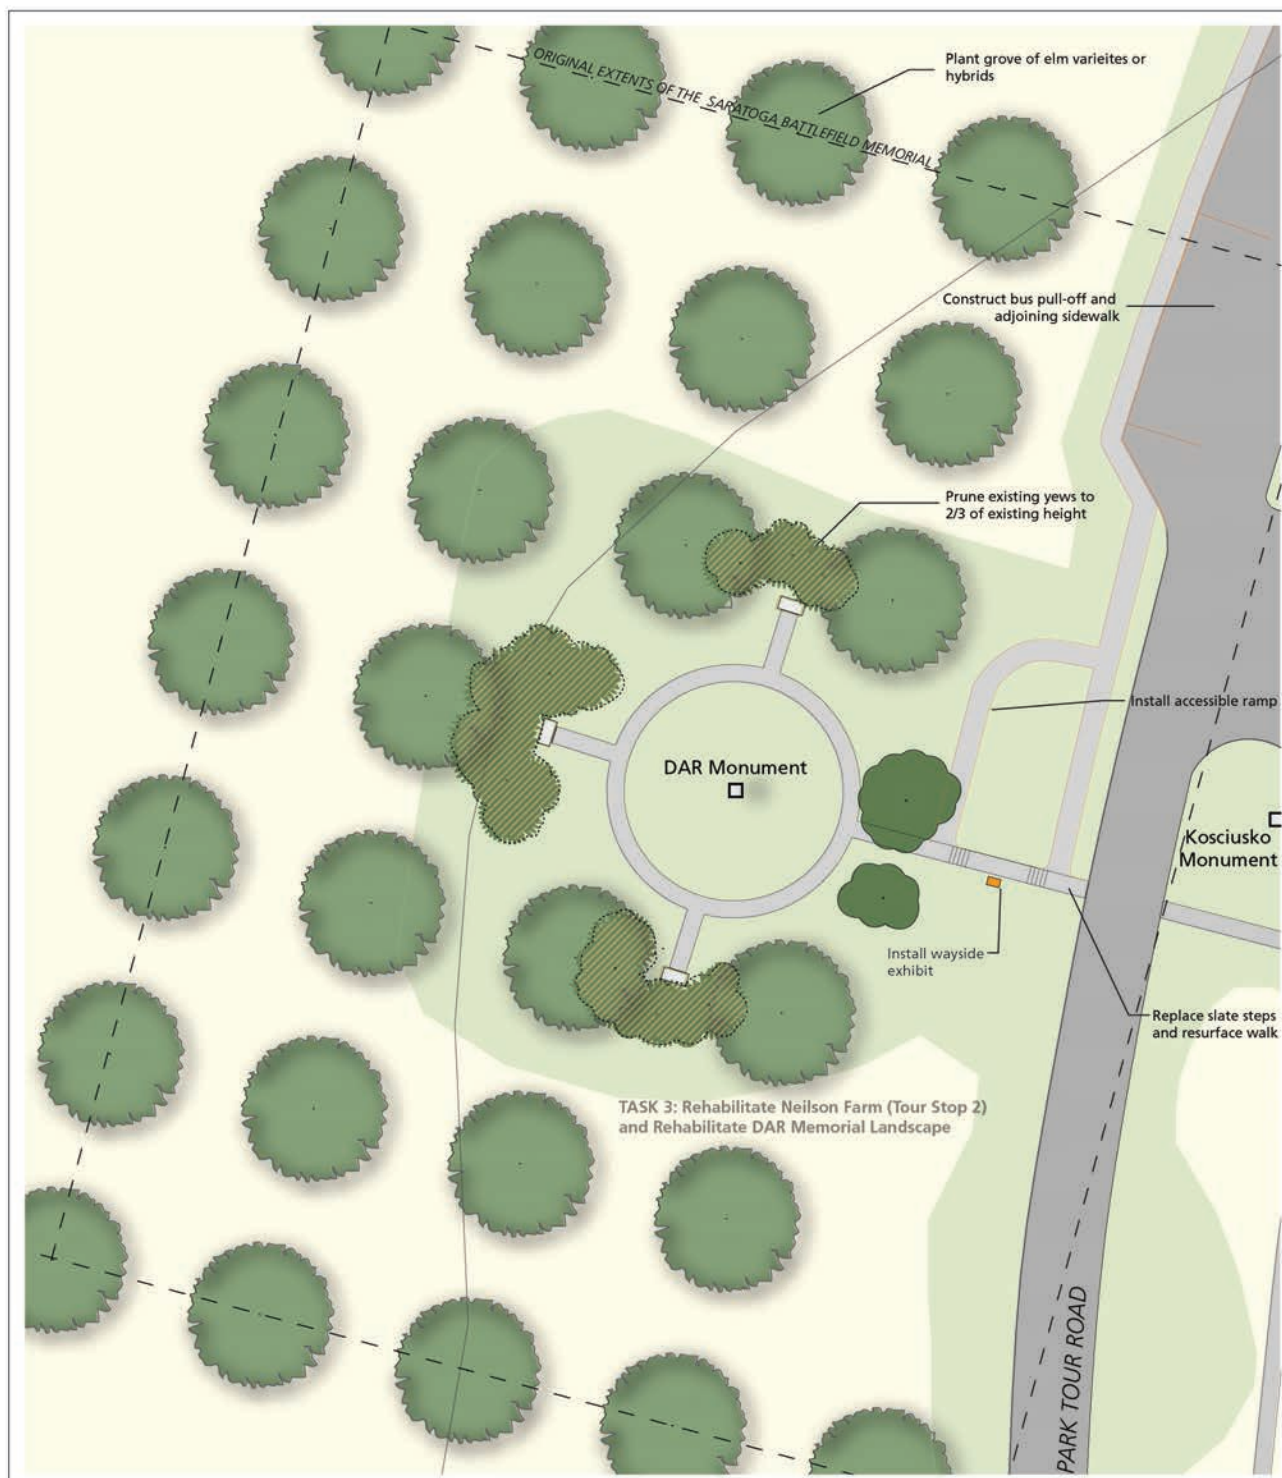 Plant grove of elm varieites or
hybrids
ORIGINAL EXTENTS OF THE SARATOGA BATTLEFIELD MEMORIAL
Construct bus pull-off and
adjoining sidewalk
Prune existing yews to
2/3 of existing height
Install accessible ramp
DAR Monument
Kosciusko
Monument
Install wayside
exhibit
Replace slate steps
and resurface walk
TASK 3: Rehabilitate Neilson Farm (Tour Stop 2)
and Rehabilitate DAR Memorial Landscape
PARK TOUR ROAD